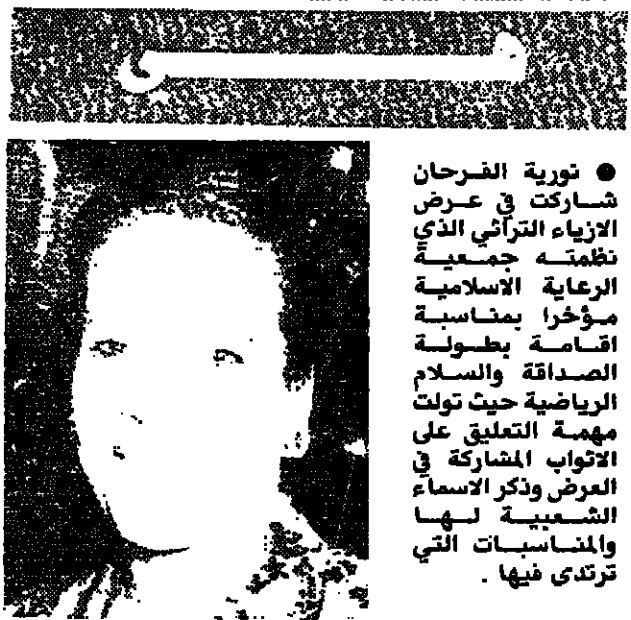 ● نورية الفرحان
شاركت في عرض
الازياء التراثي الذي
نظمته جمعية
الرعاية الاسلامية
مؤخرا بمناسبة
اقامة بطولة
الصداقة والسلام
الرياضية حيث تولت
مهمة التعليق على
الاثواب المشاركة في
العرض وذكر الاسماء
الشعبية لها
والمناسبات التي
ترتدى فيها .